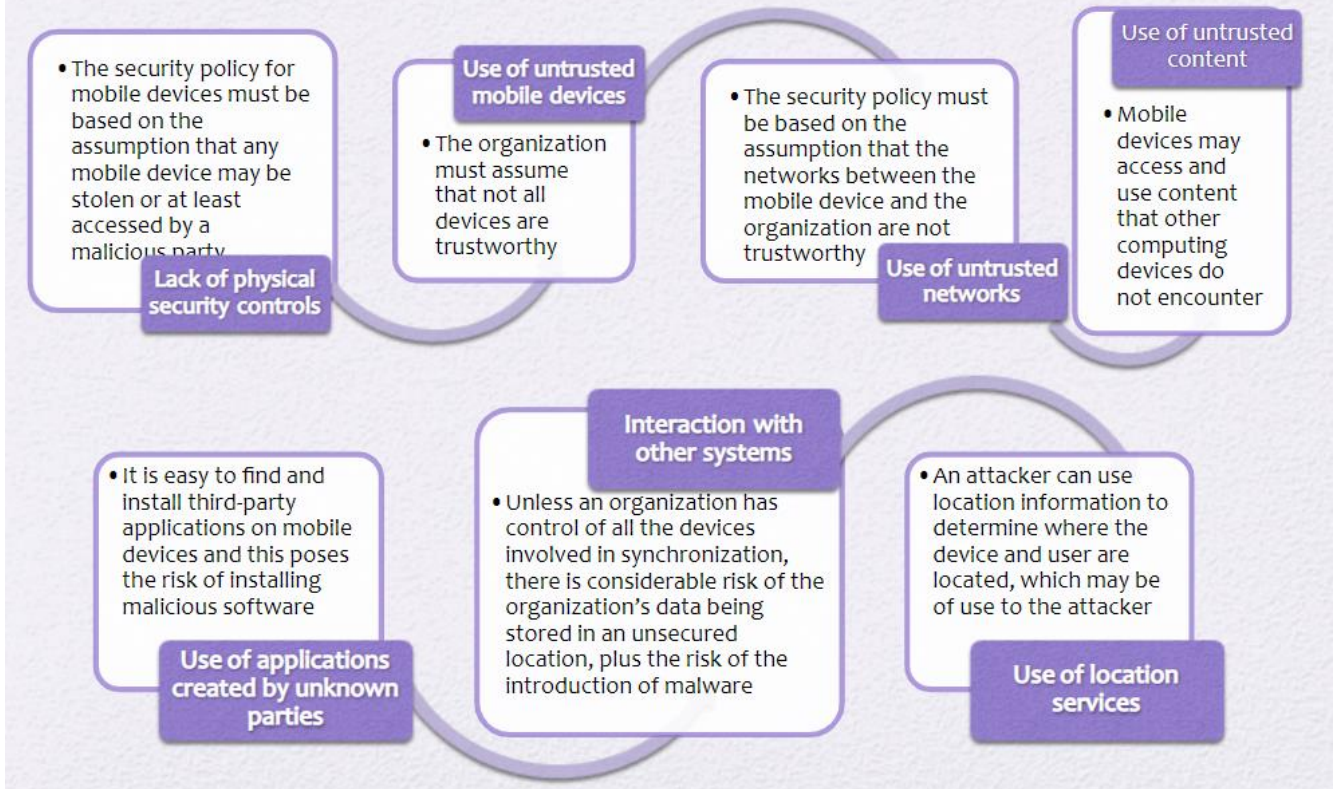 • The security policy for
mobile devices must be
based on the
assumption that any
mobile device may be
stolen or at least
accessed by a
malicious party
Lack of physical
security controls
Use of untrusted
mobile devices
• The organization
must assume
that not all
devices are
trustworthy
• The security policy must
be based on the
assumption that the
networks between the
mobile device and the
organization are not
trustworthy
Use of untrusted
networks
Use of untrusted
content
• Mobile
devices may
access and
use content
that other
computing
devices do
not encounter
• It is easy to find and
install third-party
applications on mobile
devices and this poses
the risk of installing
malicious software
Use of applications
created by unknown
parties
Interaction with
other systems
• Unless an organization has
control of all the devices
involved in synchronization,
there is considerable risk of the
organization's data being
stored in an unsecured
location, plus the risk of the
introduction of malware
• An attacker can use
location information to
determine where the
device and user are
located, which may be
of use to the attacker
Use of location
services